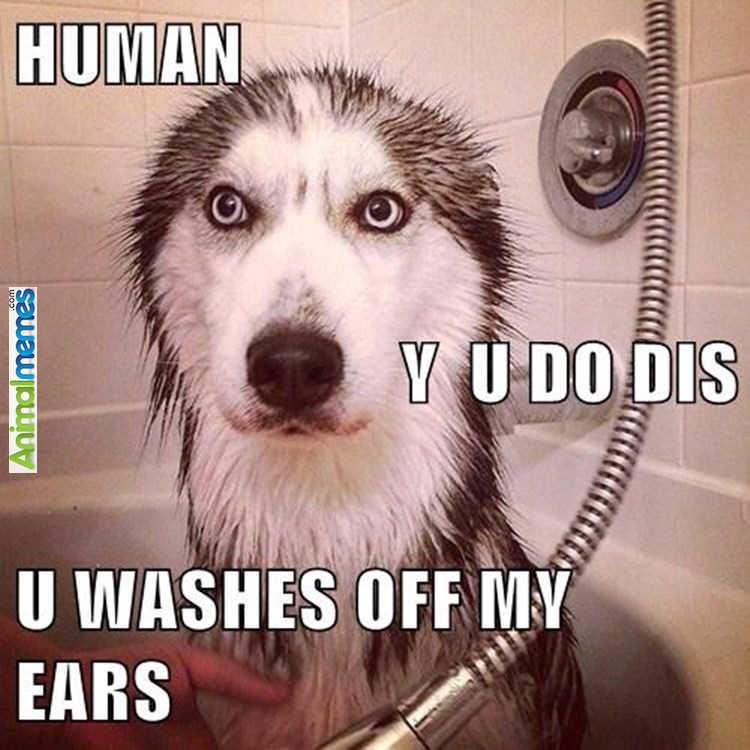 HUMAN
Y U DO DIS
U WASHES OFF MY
EARS
Animalmemes.com